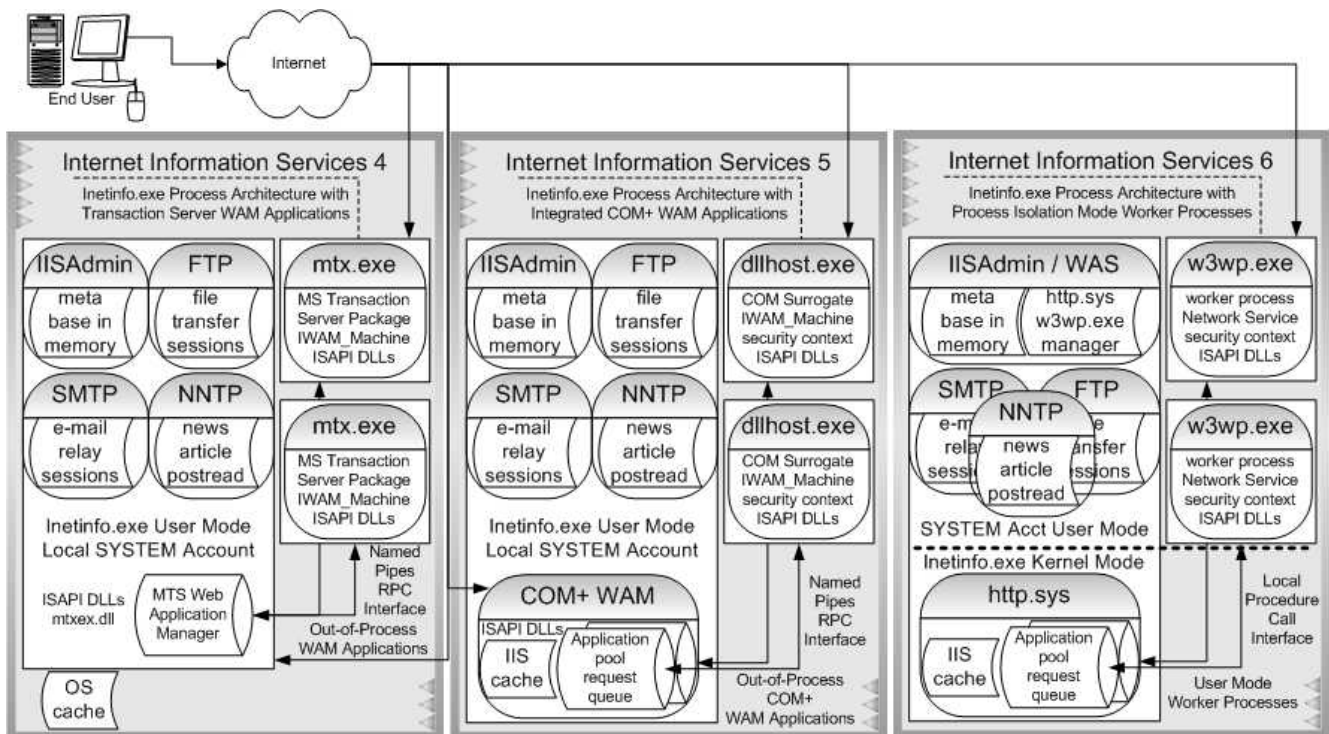 End User
Internet
Internet Information Services 4
Inetinfo.exe Process Architecture with
Transaction Server WAM Applications
IISAdmin
meta
base in
memory
FTP
file
transfer
sessions
mtx.exe
MS Transaction
Server Package
IWAM_Machine
ISAPI DLLs
SMTP
e-mail
relay
sessions
NNTP
news
article
postread
mtx.exe
MS Transaction
Server Package
IWAM_Machine
ISAPI DLLs
Inetinfo.exe User Mode
Local SYSTEM Account
ISAPI DLLs
mtxex.dll
MTS Web
Application
Manager
Named
Pipes
RPC
Interface
Out-of-Process
WAM Applications
OS
cache
Internet Information Services 5
Inetinfo.exe Process Architecture with
Integrated COM+ WAM Applications
IISAdmin
meta
base in
memory
FTP
file
transfer
sessions
dllhost.exe
COM Surrogate
IWAM_Machine
security context
ISAPI DLLs
SMTP
e-mail
relay
sessions
NNTP
news
article
postread
dllhost.exe
COM Surrogate
IWAM_Machine
security context
ISAPI DLLs
Inetinfo.exe User Mode
Local SYSTEM Account
COM+ WAM
ISAPI DLLs
IIS
cache
Application
pool
request
queue
Named
Pipes
RPC
Interface
Out-of-Process
COM+
WAM Applications
Internet Information Services 6
Inetinfo.exe Process Architecture with
Process Isolation Mode Worker Processes
IISAdmin / WAS
meta
base in
memory
http.sys
w3wp.exe
manager
w3wp.exe
worker process
Network Service
security context
ISAPI DLLs
SMTP
FTP
NNTP
news
article
postread
w3wp.exe
worker process
Network Service
security context
ISAPI DLLs
SYSTEM Acct User Mode
Inetinfo.exe Kernel Mode
http.sys
IIS
cache
Application
pool
request
queue
Local
Procedure
Call
Interface
User Mode
Worker Processes